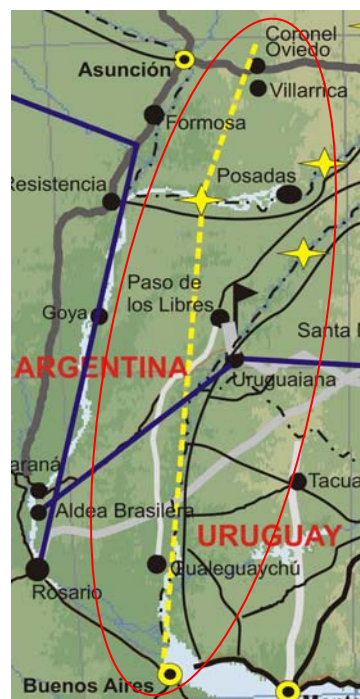 Coronel
Oviedo
Asunción
Villarrica
Formosa
Resistencia
Posadas
Paso de
los Libres
Goya
Santa
ARGENTINA
Uruguaiana
araná
Tacua
Aldea Brasilera
URUGUAY
Gualeguaychú
Rosario
Buenos Aires